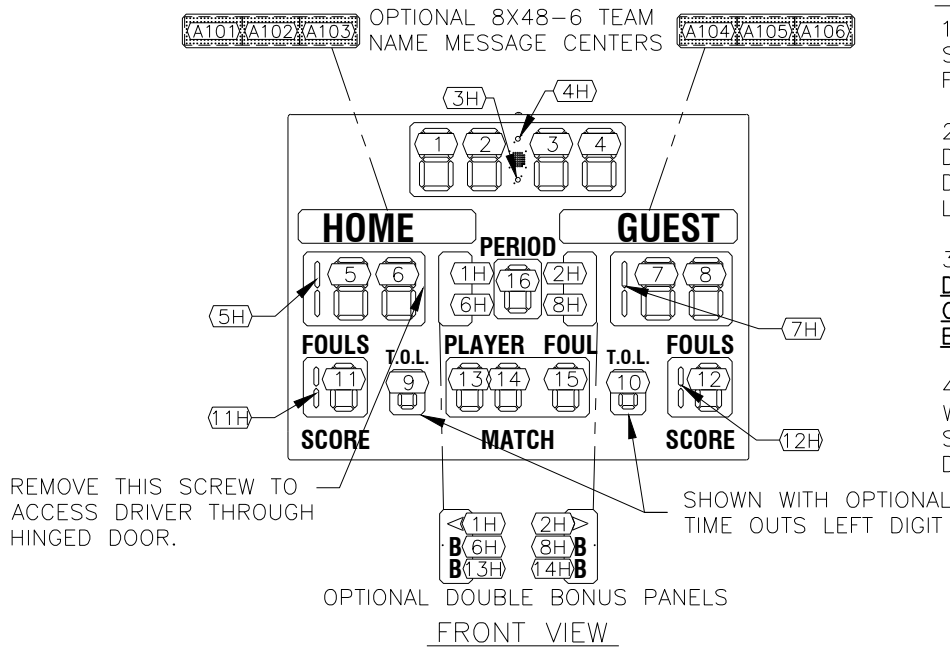 OPTIONAL 8X48-6 TEAM
NAME MESSAGE CENTERS
A101 A102 A103
A104 A105 A106
3H 4H
1 2 3 4
HOME GUEST
PERIOD
5 6 1H 16 2H 7 8
6H 8H
5H 7H
FOULS PLAYER FOUL FOULS
T.O.L. T.O.L.
11 9 13 14 15 10 12
11H 12H
SCORE MATCH SCORE
REMOVE THIS SCREW TO
ACCESS DRIVER THROUGH
HINGED DOOR.
SHOWN WITH OPTIONAL
TIME OUTS LEFT DIGIT
1H 2H
B 6H 8H B
B 13H 14H B
OPTIONAL DOUBLE BONUS PANELS
FRONT VIEW
1
2
3
4